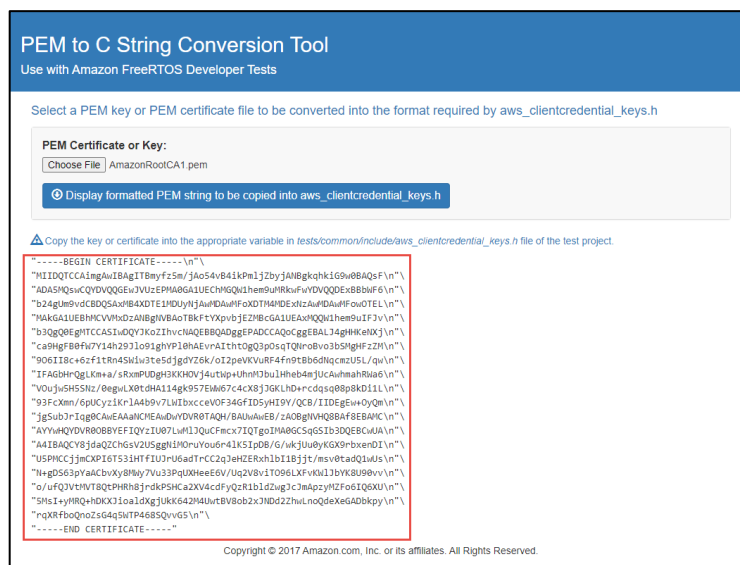 PEM to C String Conversion Tool
Use with Amazon FreeRTOS Developer Tests
Select a PEM key or PEM certificate file to be converted into the format required by aws_clientcredential_keys.h
PEM Certificate or Key:
Choose File AmazonRootCA1.pem
Display formatted PEM string to be copied into aws_clientcredential_keys.h
Copy the key or certificate into the appropriate variable in tests/common/include/aws_clientcredential_keys.h file of the test project.
"-----BEGIN CERTIFICATE-----\n"\
"MIIDQTCCAimgAwIBAgITBmyfz5m/jAo54vB4ikPmljZbyjANBgkqhkiG9w0BAQsF\n"\
"ADA5MQswCQYDVQQGEwJVUzEPMA0GA1UEChMGQW1hem9uMRkwFwYDVQQDExBBbWF6\n"\
"b24gUm9vdCBDQSAxMB4XDTE1MDUyNjAwMDAwMFoXDTM4MDExNzAwMDAwMFowOTEL\n"\
"MAkGA1UEBhMCVVMxDzANBgNVBAoTBkFtYXpvbjEZMBcGA1UEAxMQQW1hem9uIFJv\n"\
"b3QgQ0EgMTCCASIwDQYJKoZIhvcNAQEBBQADggEPADCCAQoCggEBALJ4gHHKeNXj\n"\
"ca9HgFB0fW7Y14h29Jlo91ghYPl0hAEvrAIthtOgQ3pOsqTQNroBvo3bSMgHFzZM\n"\
"9O6II8c+6zf1tRn4SWiw3te5djgdYZ6k/oI2peVKVuRF4fn9tBb6dNqcmzU5L/qw\n"\
"IFAGbHrQgLKm+a/sRxmPUDgH3KKHOVj4utWp+UhnMJbulHheb4mjUcAwhmahRWa6\n"\
"VOujw5H5SNz/0egwLX0tdHA114gk957EWW67c4cX8jJGKLhD+rcdqsq08p8kDi1L\n"\
"93FcXmn/6pUCyziKrlA4b9v7LWIbxcceVOF34GfID5yHI9Y/QCB/IIDEgEw+OyQm\n"\
"jgSubJrIqg0CAwEAAaNCMEAwDwYDVR0TAQH/BAUwAwEB/zAOBgNVHQ8BAf8EBAMC\n"\
"AYYwHQYDVR0OBBYEFIQYzIU07LwMlJQuCFmcx7IQTgoIMA0GCSqGSIb3DQEBCwUA\n"\
"A4IBAQCY8jdaQZChGsV2USggNiMOruYou6r4lK5IpDB/G/wkjUu0yKGX9rbxenDI\n"\
"U5PMCCjjmCXPI6T53iHTfIUJrU6adTrCC2qJeHZERxhlbI1Bjjt/msv0tadQ1wUs\n"\
"N+gDS63pYaACbvXy8MWy7Vu33PqUXHeeE6V/Uq2V8viTO96LXFvKWlJbYK8U90vv\n"\
"o/ufQJVtMVT8QtPHRh8jrdkPSHCa2XV4cdFyQzR1bldZwgJcJmApzyMZFo6IQ6XU\n"\
"5MsI+yMRQ+hDKXJioaldXgjUkK642M4UwtBV8ob2xJNDd2ZhwLnoQdeXeGADbkpy\n"\
"rqXRfboQnoZsG4q5WTP468SQvvG5\n"\
"-----END CERTIFICATE-----"
Copyright © 2017 Amazon.com, Inc. or its affiliates. All Rights Reserved.